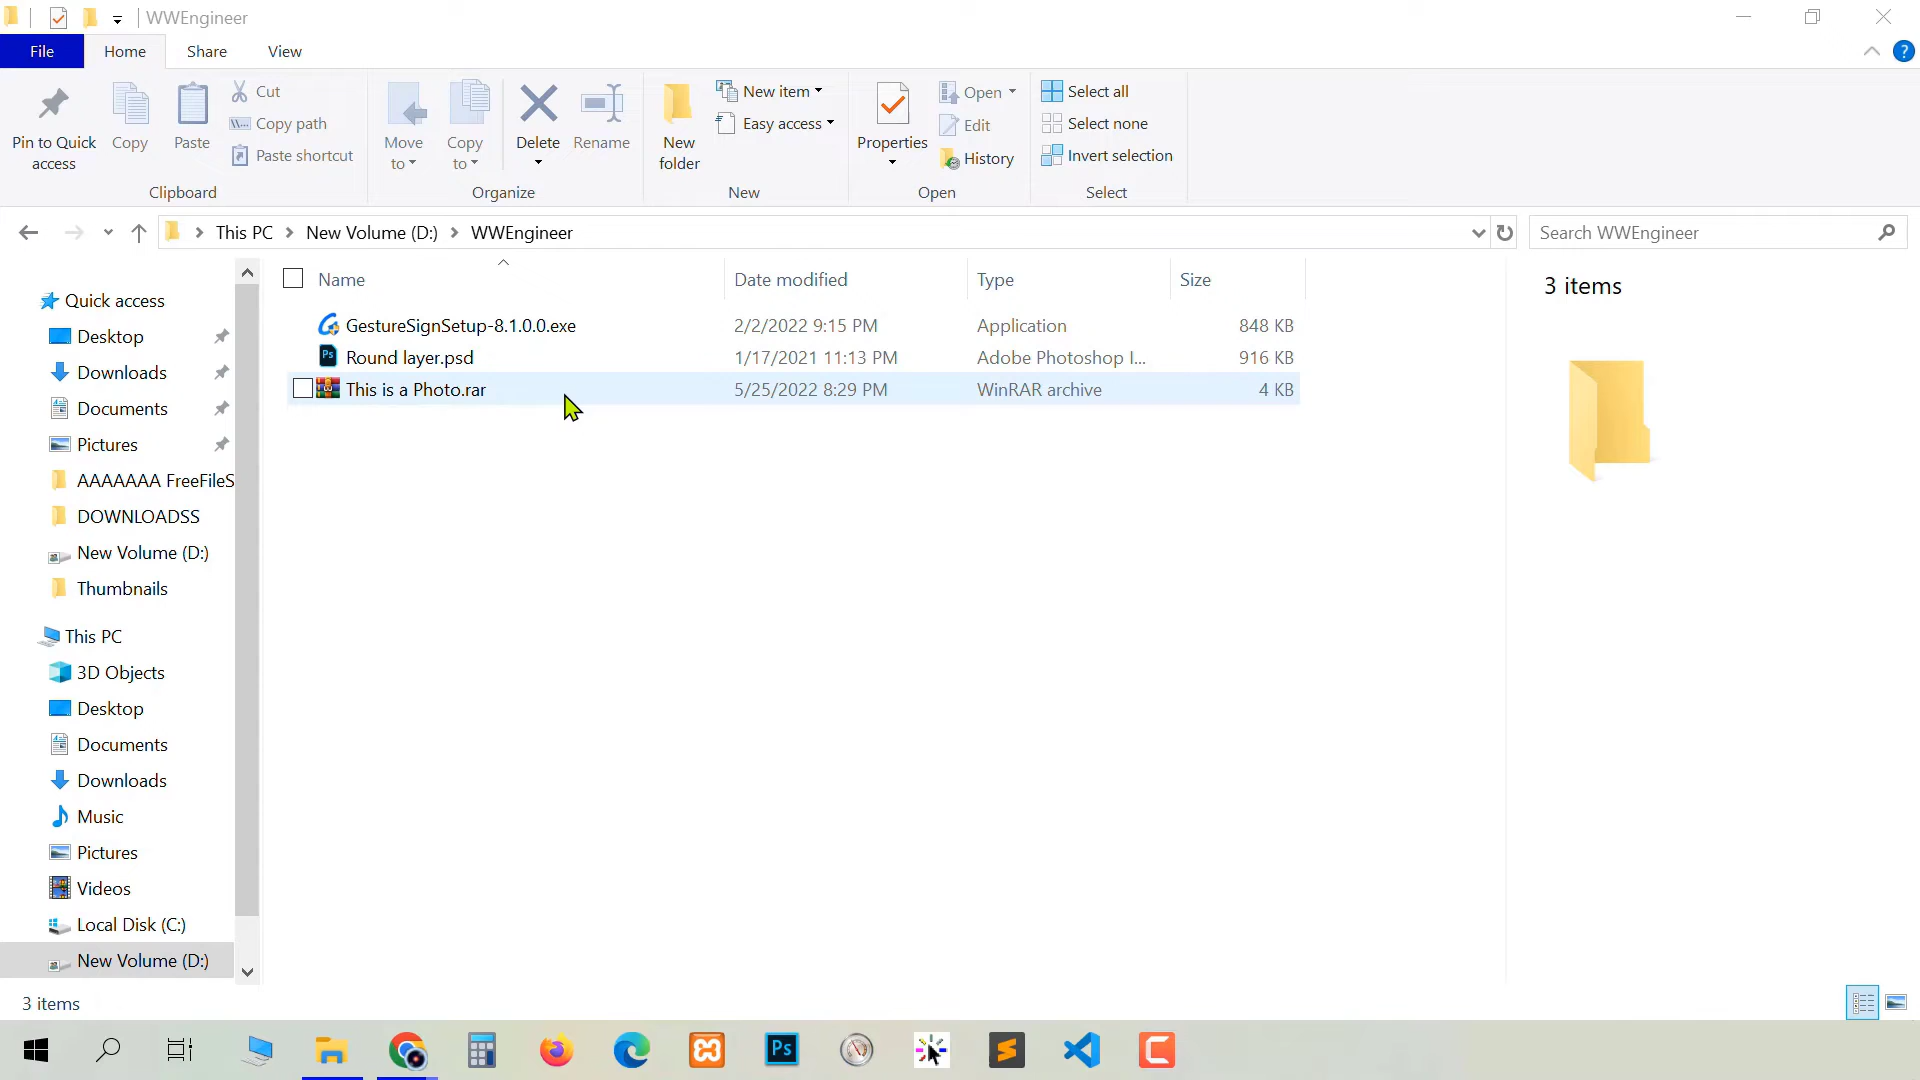 WWEngineer
File Home Share View
Pin to Quick access
Copy
Paste
Cut
Copy path
Paste shortcut
Clipboard
Move to
Copy to
Delete
Rename
Organize
New folder
New item
Easy access
New
Properties
Open
Edit
History
Open
Select all
Select none
Invert selection
Select
This PC New Volume (D:) WWEngineer
Search WWEngineer
Quick access
Desktop
Downloads
Documents
Pictures
AAAAAAA FreeFileS
DOWNLOADSS
New Volume (D:)
Thumbnails
This PC
3D Objects
Desktop
Documents
Downloads
Music
Pictures
Videos
Local Disk (C:)
New Volume (D:)
Name Date modified Type Size
GestureSignSetup-8.1.0.0.exe 2/2/2022 9:15 PM Application 848 KB
Round layer.psd 1/17/2021 11:13 PM Adobe Photoshop I... 916 KB
This is a Photo.rar 5/25/2022 8:29 PM WinRAR archive 4 KB
3 items
3 items
Ps